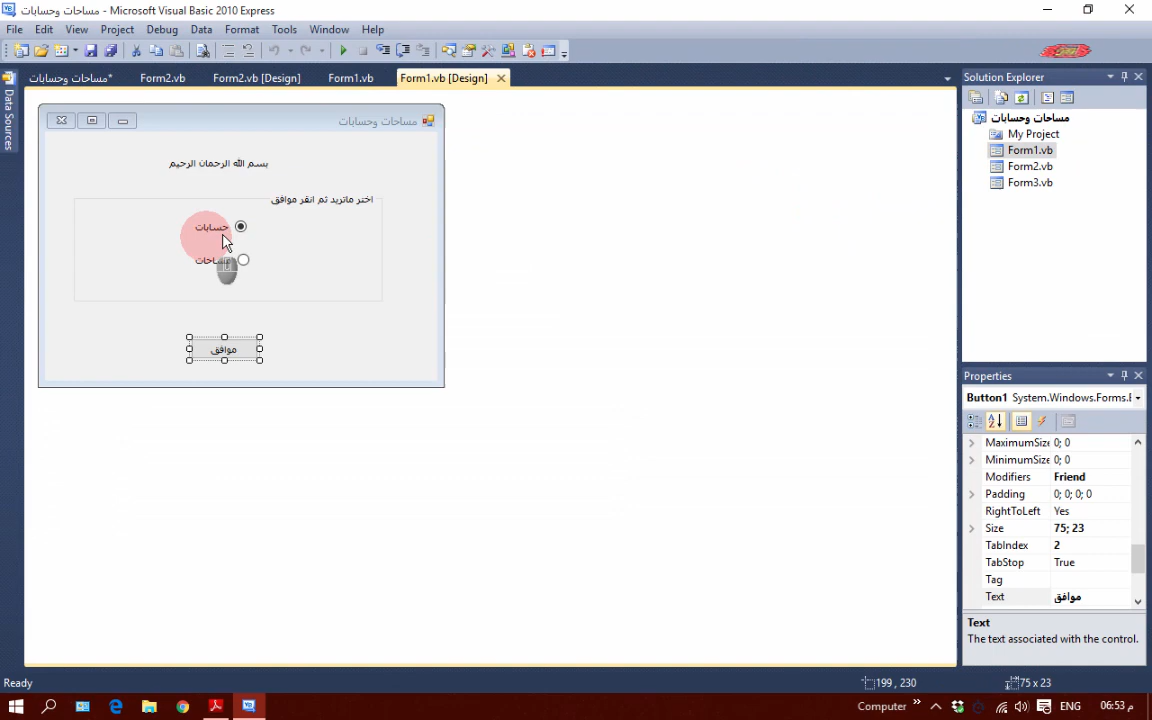 مساحات وحسابات - Microsoft Visual Basic 2010 Express
File Edit View Project Debug Format Data Tools Window Help
مساحات وحسابات* Form2.vb Form2.vb [Design] Form1.vb Form1.vb [Design]
Data Sources
مساحات وحسابات
بسم الله الرحمان الرحيم
اختر ماتريد ثم انقر موافق
حسابات
مساحات
موافق
Solution Explorer
مساحات وحسابات
My Project
Form1.vb
Form2.vb
Form3.vb
Properties
Button1 System.Windows.Forms.
MaximumSize 0; 0
MinimumSize 0; 0
Modifiers Friend
Padding 0; 0; 0; 0
RightToLeft Yes
Size 75; 23
TabIndex 2
TabStop True
Tag
Text موافق
Text
The text associated with the control.
Ready 199 , 230 75 x 23
Computer ENG 06:53 م